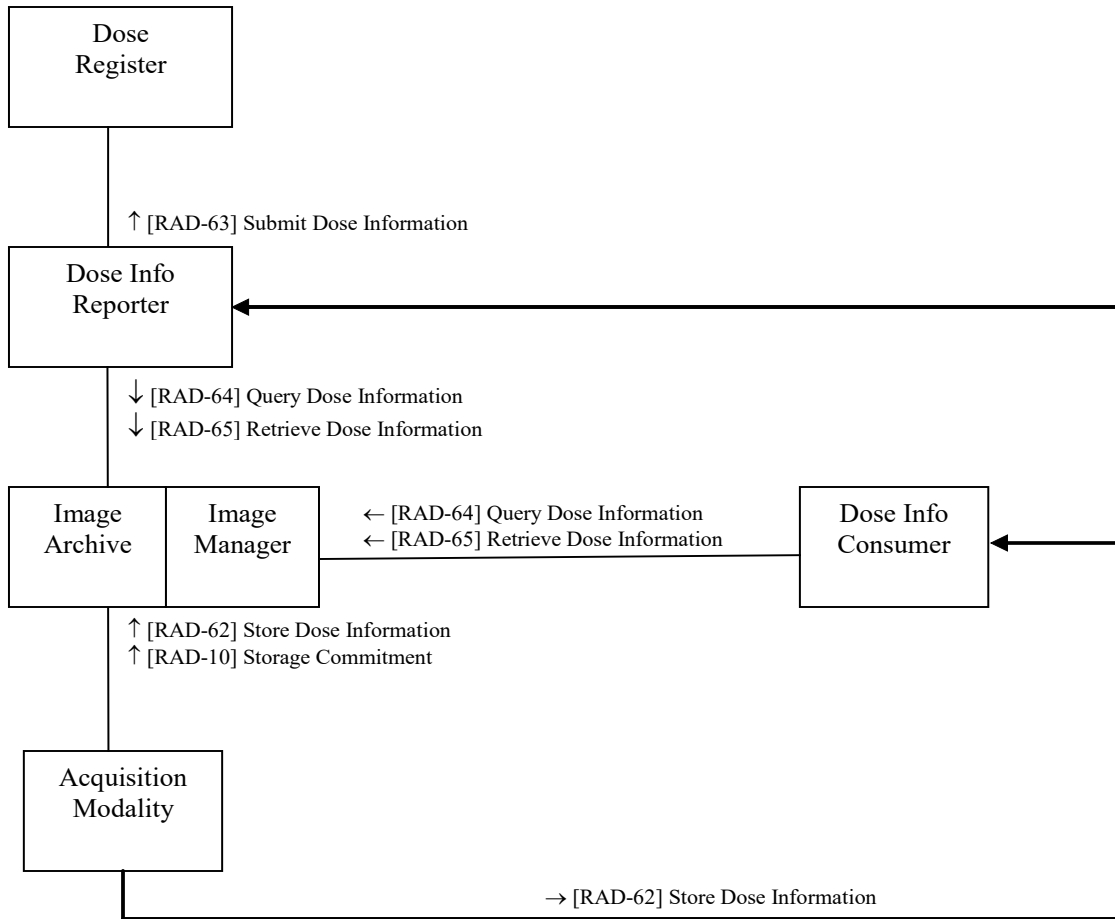 Dose
Register
↑ [RAD-63] Submit Dose Information
Dose Info
Reporter
↓ [RAD-64] Query Dose Information
↓ [RAD-65] Retrieve Dose Information
Image
Archive
Image
Manager
← [RAD-64] Query Dose Information
← [RAD-65] Retrieve Dose Information
Dose Info
Consumer
↑ [RAD-62] Store Dose Information
↑ [RAD-10] Storage Commitment
Acquisition
Modality
→ [RAD-62] Store Dose Information